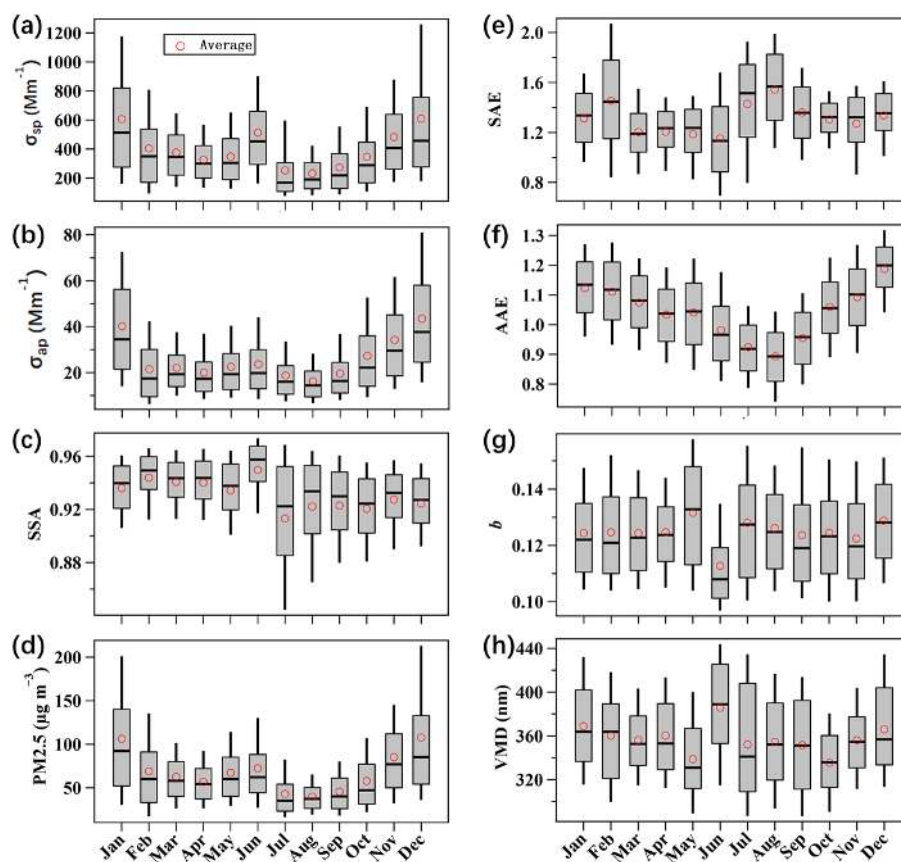 (a)
σsp (Mm⁻¹)
1200
1000
800
600
400
200
Average
(b)
σap (Mm⁻¹)
80
60
40
20
(c)
SSA
0.96
0.92
0.88
(d)
PM2.5 (µg m⁻³)
200
150
100
50
Jan Feb Mar Apr May Jun Jul Aug Sep Oct Nov Dec
(e)
SAE
2.0
1.6
1.2
0.8
(f)
AAE
1.3
1.2
1.1
1.0
0.9
0.8
(g)
b
0.14
0.12
0.10
(h)
VMD (nm)
440
400
360
320
Jan Feb Mar Apr May Jun Jul Aug Sep Oct Nov Dec